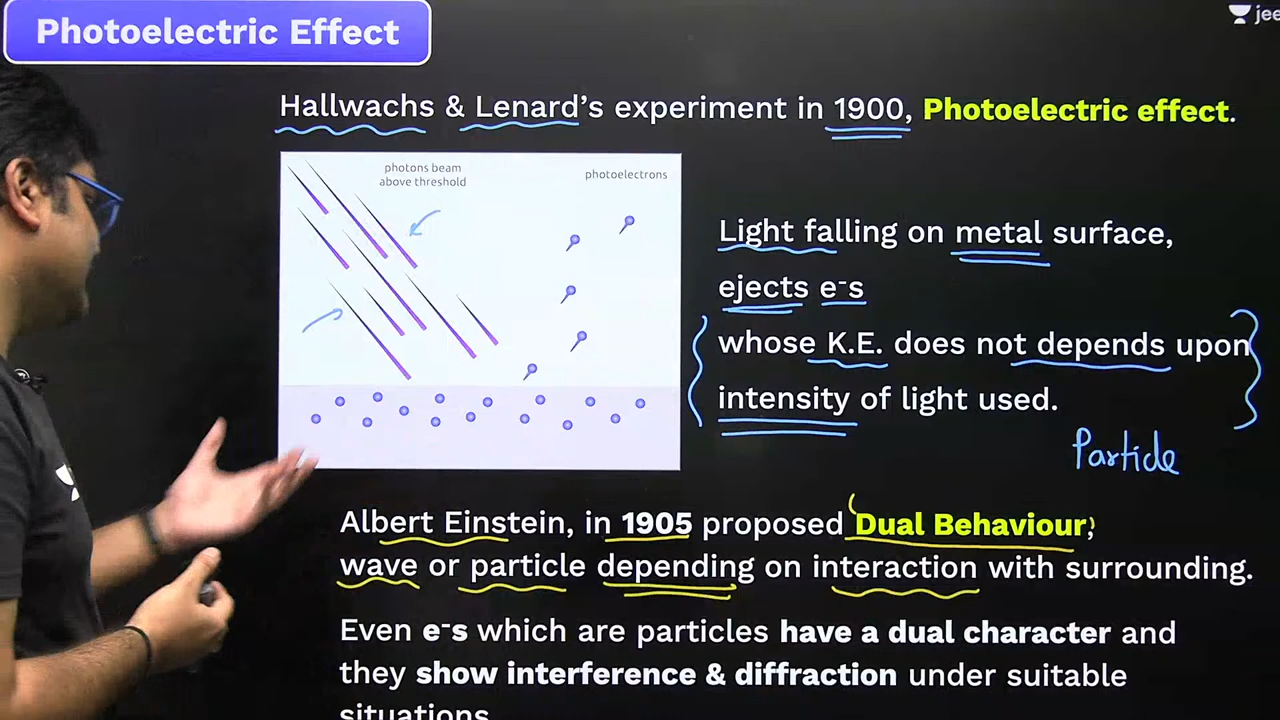 Photoelectric Effect
jee
Hallwachs & Lenard's experiment in 1900, Photoelectric effect.
photons beam
above threshold
photoelectrons
Light falling on metal surface,
ejects e⁻s
whose K.E. does not depends upon
intensity of light used.
Particle
Albert Einstein, in 1905 proposed Dual Behaviour;
wave or particle depending on interaction with surrounding.
Even e⁻s which are particles have a dual character and
they show interference & diffraction under suitable
situations